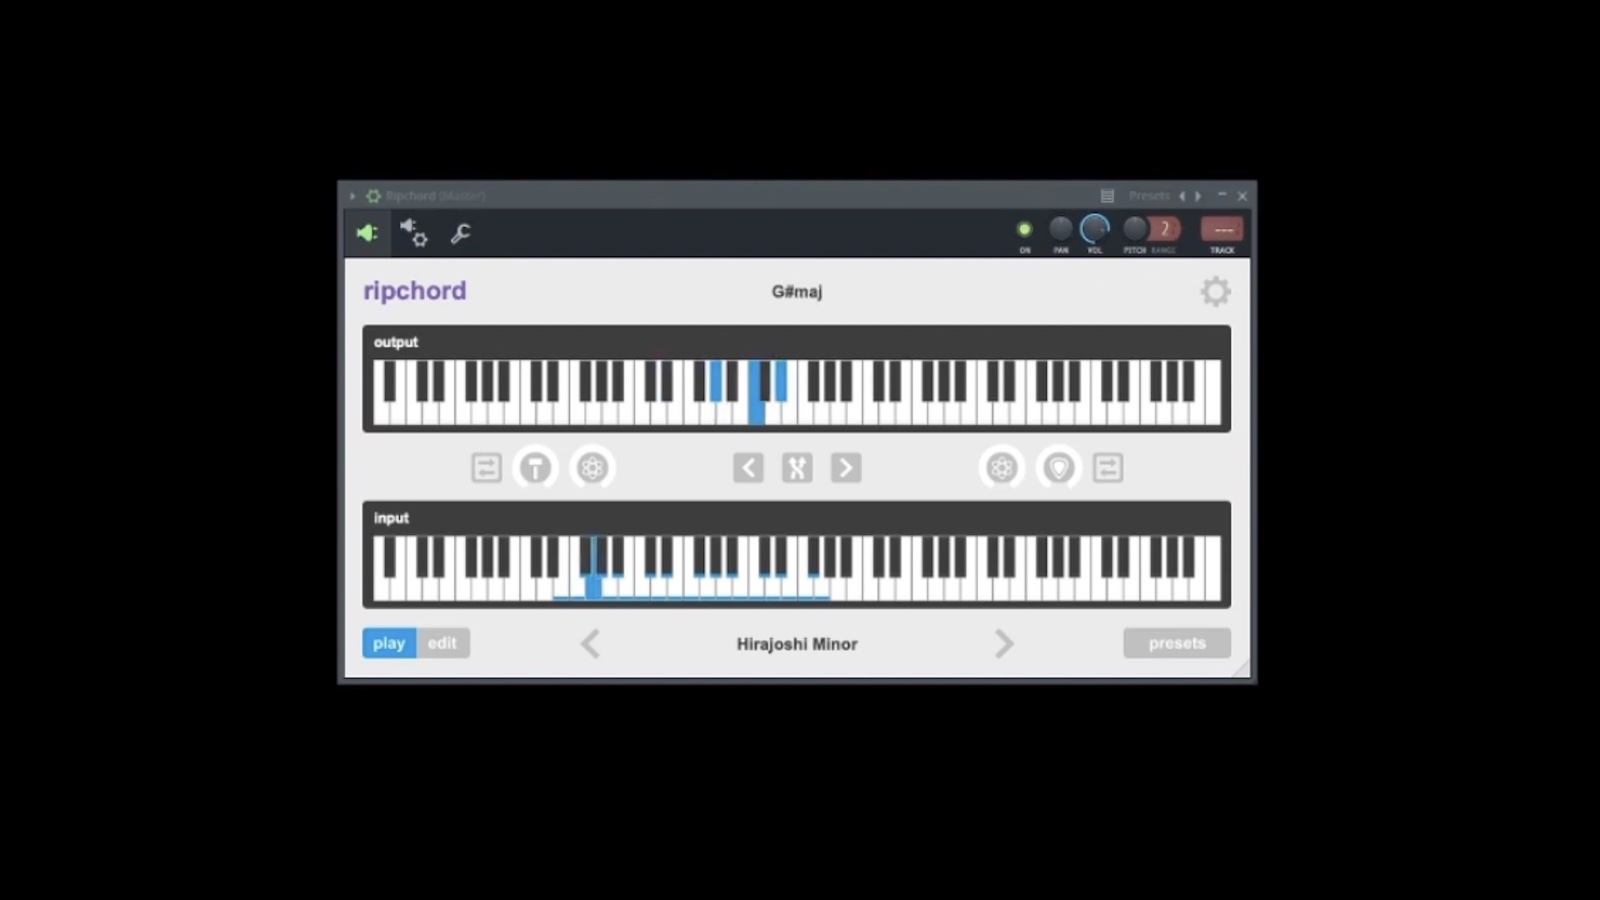 Ripchord (Master)
Presets
2
---
ON
PAN
VOL
PITCH
RANGE
TRACK
ripchord
G#maj
output
input
play
edit
Hirajoshi Minor
presets